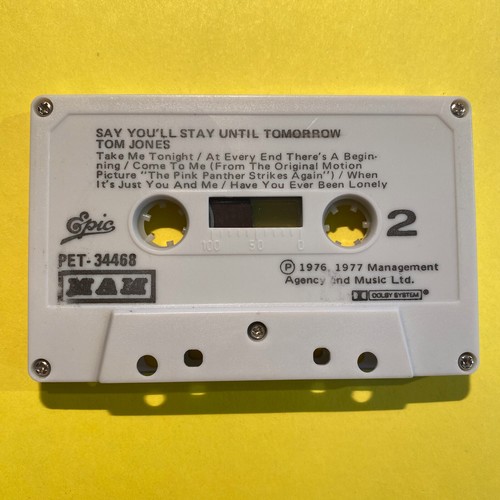 SAY YOU'LL STAY UNTIL TOMORROW
TOM JONES
Take Me Tonight / At Every End There's A Begin-
ning / Come To Me (From The Original Motion
Picture "The Pink Panther Strikes Again") / When
It's Just You And Me / Have You Ever Been Lonely
Epic
2
100 50 0
PET-34468
MAM
Ⓟ 1976, 1977 Management
Agency and Music Ltd.
DOLBY SYSTEM®